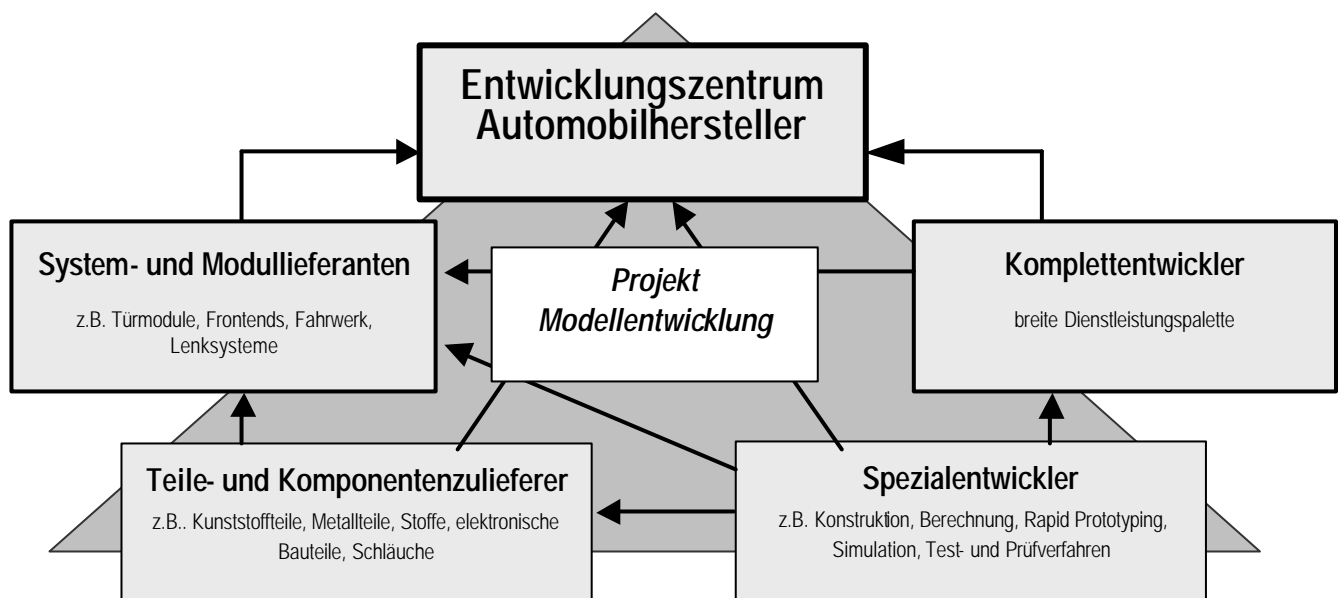 Entwicklungszentrum
Automobilhersteller
System- und Modullieferanten
z.B. Türmodule, Frontends, Fahrwerk,
Lenksysteme
Projekt
Modellentwicklung
Komplettentwickler
breite Dienstleistungspalette
Teile- und Komponentenzulieferer
z.B.. Kunststoffteile, Metallteile, Stoffe, elektronische
Bauteile, Schläuche
Spezialentwickler
z.B. Konstruktion, Berechnung, Rapid Prototyping,
Simulation, Test- und Prüfverfahren